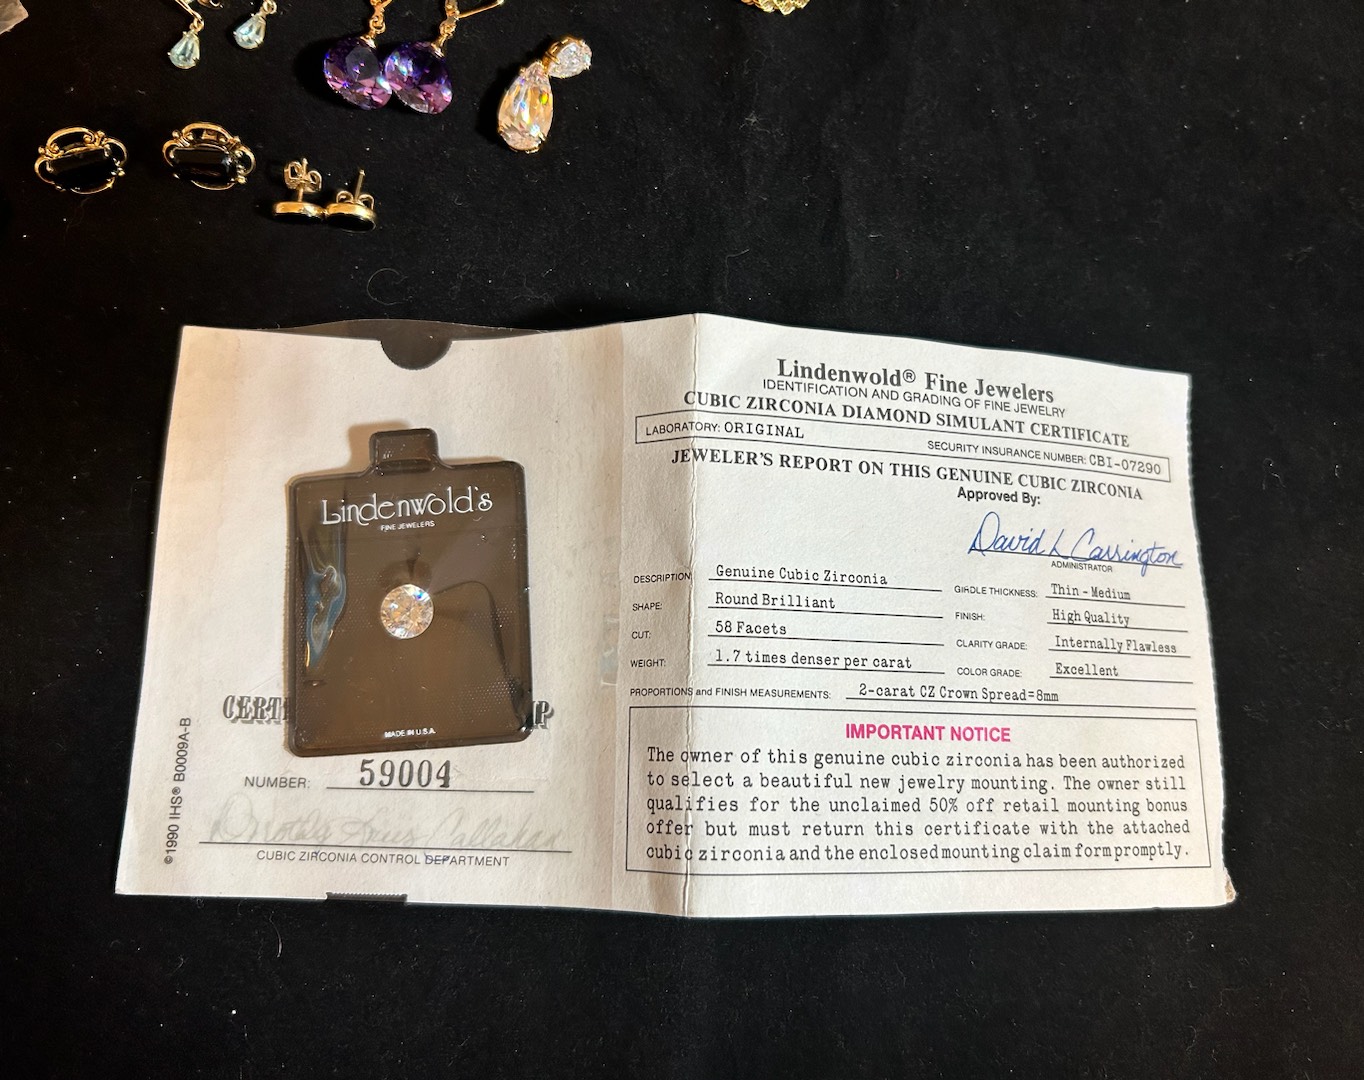 Lindenwold's
FINE JEWELERS
MADE IN U.S.A.
CERTI
IP
NUMBER: 59004
CUBIC ZIRCONIA CONTROL DEPARTMENT
©1990 IHS® B0009A-B
Lindenwold® Fine Jewelers
IDENTIFICATION AND GRADING OF FINE JEWELRY
CUBIC ZIRCONIA DIAMOND SIMULANT CERTIFICATE
LABORATORY: ORIGINAL SECURITY INSURANCE NUMBER: CBI-07290
JEWELER'S REPORT ON THIS GENUINE CUBIC ZIRCONIA
Approved By:
David L Carrington
ADMINISTRATOR
DESCRIPTION Genuine Cubic Zirconia GIRDLE THICKNESS: Thin - Medium
SHAPE: Round Brilliant FINISH: High Quality
CUT: 58 Facets CLARITY GRADE: Internally Flawless
WEIGHT: 1.7 times denser per carat COLOR GRADE: Excellent
PROPORTIONS and FINISH MEASUREMENTS: 2-carat CZ Crown Spread=8mm
IMPORTANT NOTICE
The owner of this genuine cubic zirconia has been authorized
to select a beautiful new jewelry mounting. The owner still
qualifies for the unclaimed 50% off retail mounting bonus
offer but must return this certificate with the attached
cubic zirconia and the enclosed mounting claim form promptly.